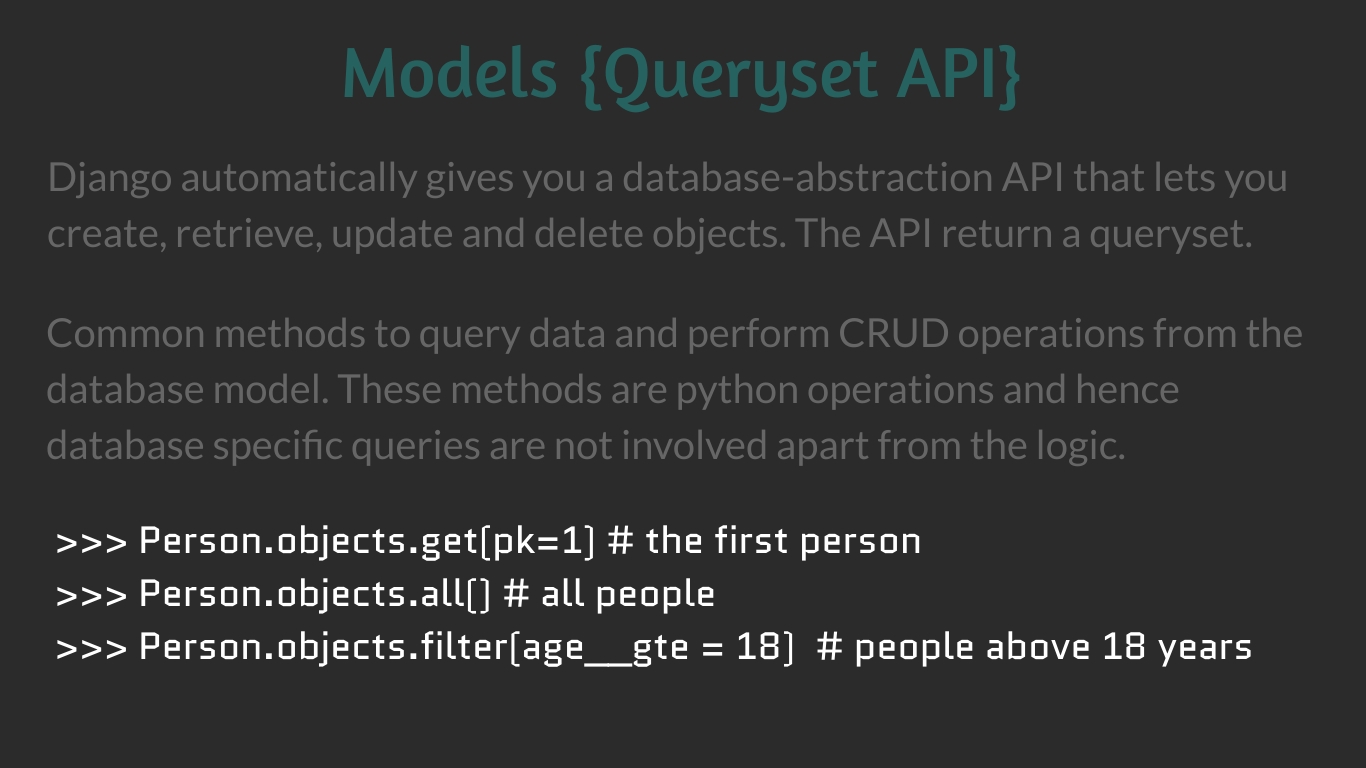 Models {Queryset API}
Django automatically gives you a database-abstraction API that lets you
create, retrieve, update and delete objects. The API return a queryset.
Common methods to query data and perform CRUD operations from the
database model. These methods are python operations and hence
database specific queries are not involved apart from the logic.
>>> Person.objects.get(pk=1) # the first person
>>> Person.objects.all() # all people
>>> Person.objects.filter(age__gte = 18)  # people above 18 years